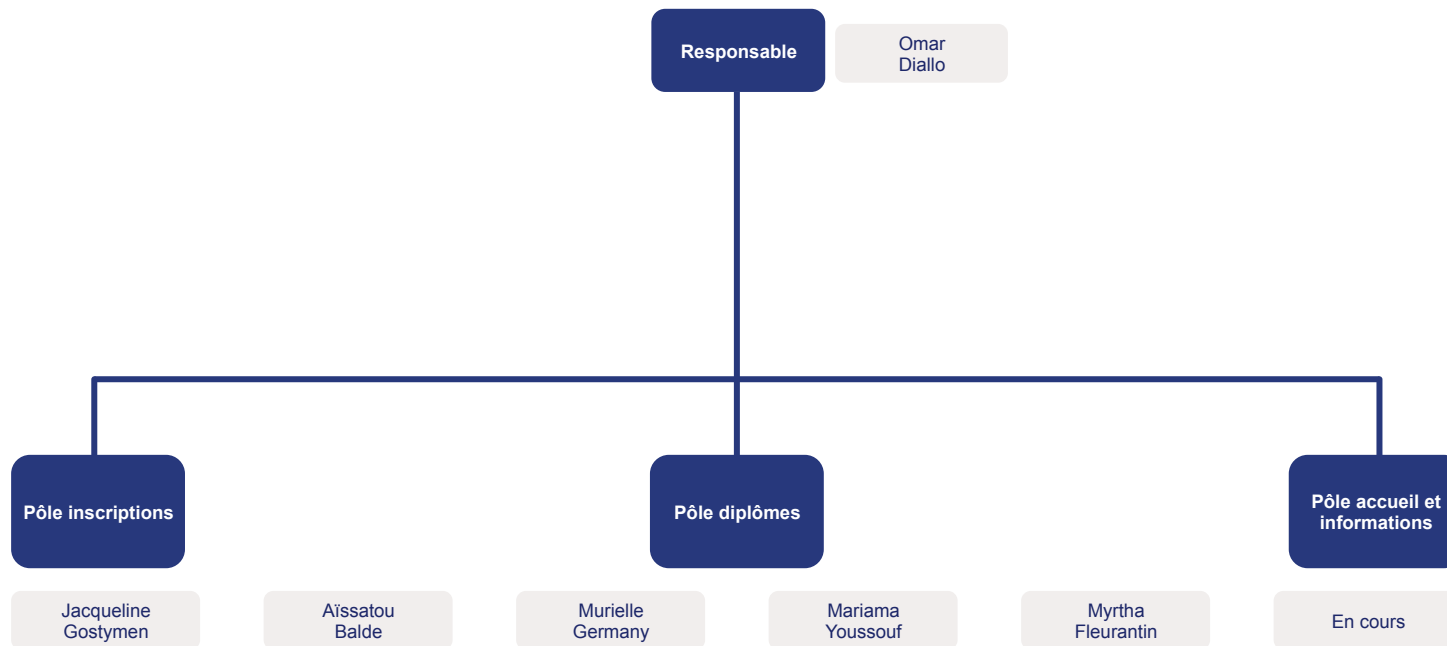 Responsable
Omar
Diallo
Pôle inscriptions
Pôle diplômes
Pôle accueil et
informations
Jacqueline
Gostymen
Aïssatou
Balde
Murielle
Germany
Mariama
Youssouf
Myrtha
Fleurantin
En cours